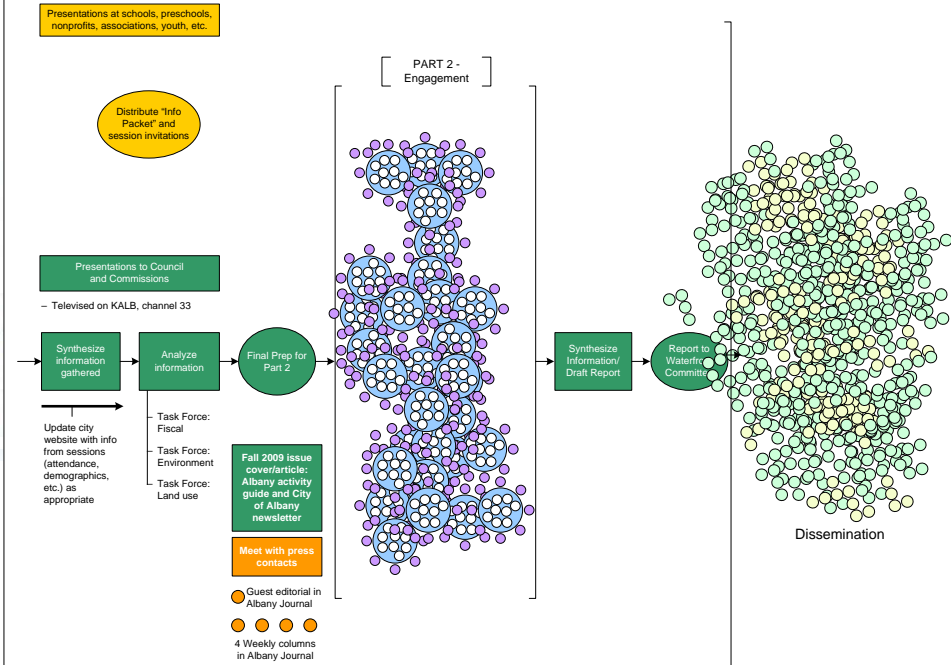 Presentations at schools, preschools,
nonprofits, associations, youth, etc.
PART 2 -
Engagement
Distribute “Info
Packet” and
session invitations
Presentations to Council
and Commissions
– Televised on KALB, channel 33
Synthesize
information
gathered
Analyze
information
Final Prep for
Part 2
Synthesize
Information/
Draft Report
Report to
Committe
Update city
website with info
from sessions
(attendance,
demographics,
etc.) as
appropriate
– Task Force:
Fiscal
– Task Force:
Environment
– Task Force:
Land use
Fall 2009 issue
cover/article:
Albany activity
guide and City
of Albany
newsletter
Meet with press
contacts
Guest editorial in
Albany Journal
4 Weekly columns
in Albany Journal
Dissemination